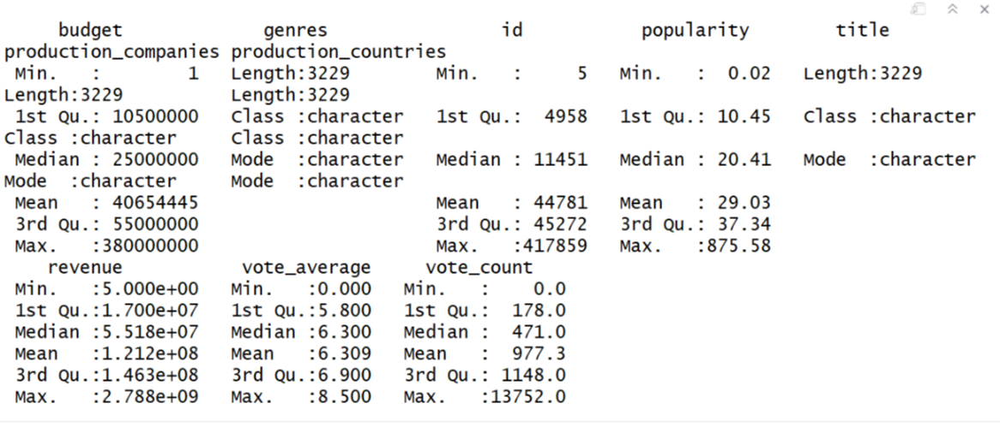 budget             genres                id           popularity        title
production_companies production_countries
 Min.   :        1   Length:3229        Min.   :     5   Min.   :  0.02   Length:3229
Length:3229          Length:3229
 1st Qu.: 10500000   Class :character   1st Qu.:  4958   1st Qu.: 10.45   Class :character
Class :character     Class :character
 Median : 25000000   Mode  :character   Median : 11451   Median : 20.41   Mode  :character
Mode  :character     Mode  :character
 Mean   : 40654445                      Mean   : 44781   Mean   : 29.03
 3rd Qu.: 55000000                      3rd Qu.: 45272   3rd Qu.: 37.34
 Max.   :380000000                      Max.   :417859   Max.   :875.58
    revenue           vote_average     vote_count
 Min.   :5.000e+00   Min.   :0.000   Min.   :    0.0
 1st Qu.:1.700e+07   1st Qu.:5.800   1st Qu.:  178.0
 Median :5.518e+07   Median :6.300   Median :  471.0
 Mean   :1.212e+08   Mean   :6.309   Mean   :  977.3
 3rd Qu.:1.463e+08   3rd Qu.:6.900   3rd Qu.: 1148.0
 Max.   :2.788e+09   Max.   :8.500   Max.   :13752.0